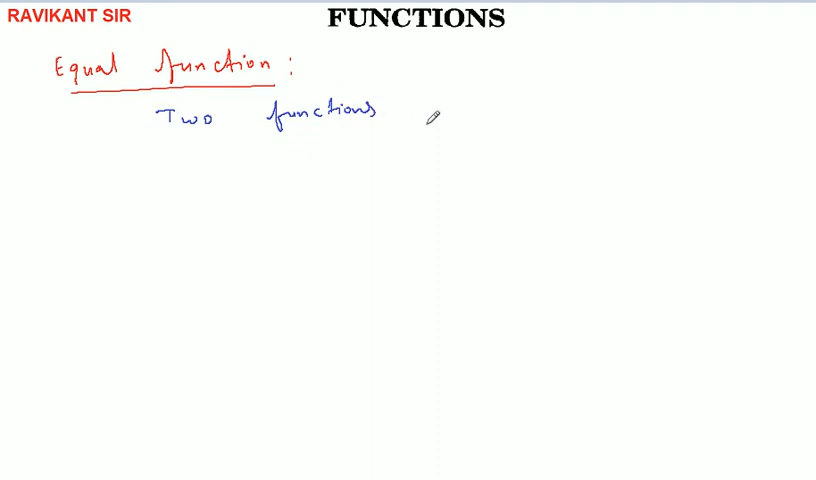 RAVIKANT SIR
FUNCTIONS
Equal function :
Two functions